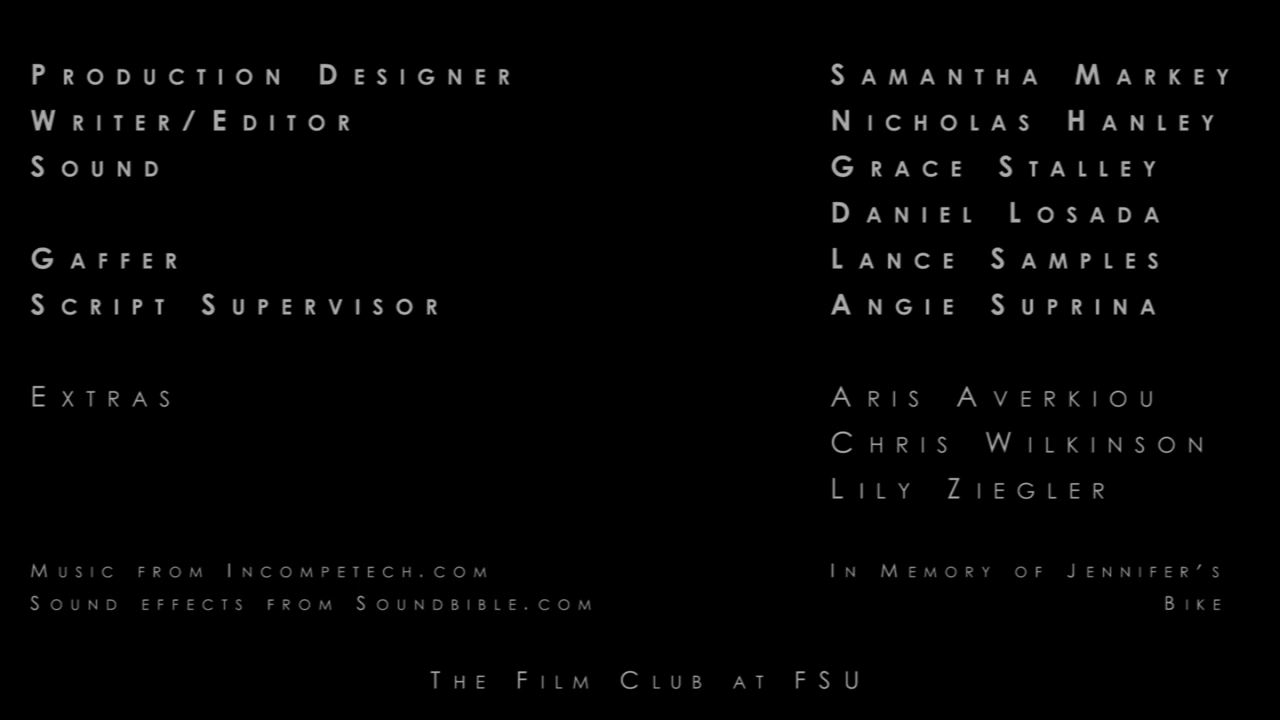 Production Designer Samantha Markey
Writer/Editor Nicholas Hanley
Sound Grace Stalley
Daniel Losada
Gaffer Lance Samples
Script Supervisor Angie Suprina
Extras Aris Averkiou
Chris Wilkinson
Lily Ziegler
Music from Incompetech.com
Sound effects from Soundbible.com
In Memory of Jennifer's
Bike
The Film Club at FSU